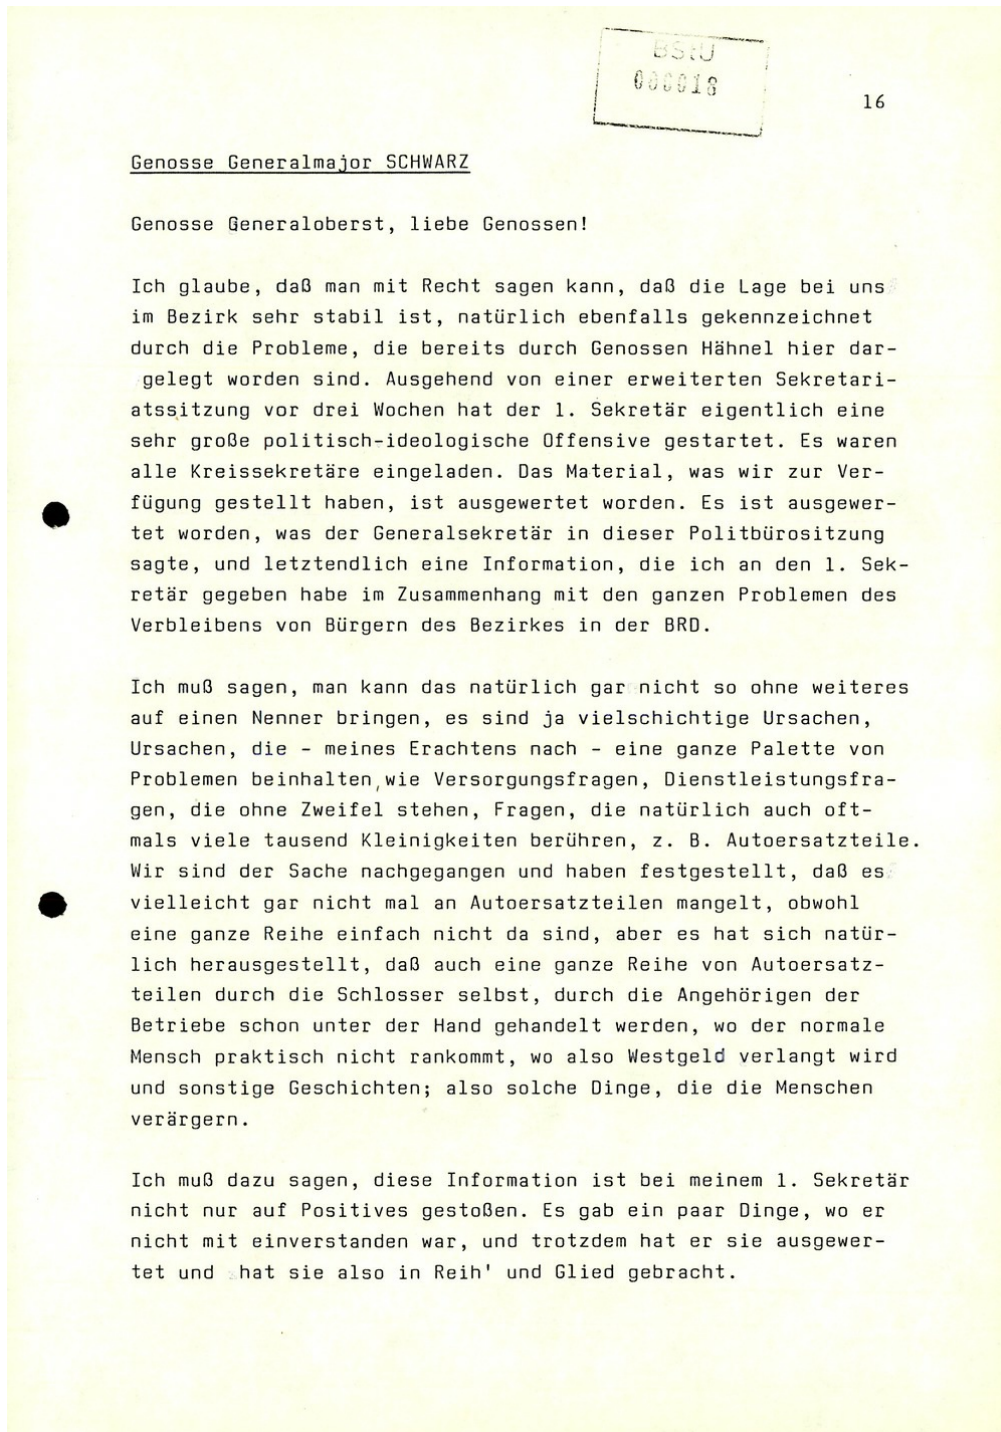 BStU
000018
16
Genosse Generalmajor SCHWARZ
Genosse Generaloberst, liebe Genossen!
Ich glaube, daß man mit Recht sagen kann, daß die Lage bei uns
im Bezirk sehr stabil ist, natürlich ebenfalls gekennzeichnet
durch die Probleme, die bereits durch Genossen Hähnel hier dar-
gelegt worden sind. Ausgehend von einer erweiterten Sekretari-
atssitzung vor drei Wochen hat der 1. Sekretär eigentlich eine
sehr große politisch-ideologische Offensive gestartet. Es waren
alle Kreissekretäre eingeladen. Das Material, was wir zur Ver-
fügung gestellt haben, ist ausgewertet worden. Es ist ausgewer-
tet worden, was der Generalsekretär in dieser Politbürositzung
sagte, und letztendlich eine Information, die ich an den 1. Sek-
retär gegeben habe im Zusammenhang mit den ganzen Problemen des
Verbleibens von Bürgern des Bezirkes in der BRD.
Ich muß sagen, man kann das natürlich gar nicht so ohne weiteres
auf einen Nenner bringen, es sind ja vielschichtige Ursachen,
Ursachen, die - meines Erachtens nach - eine ganze Palette von
Problemen beinhalten, wie Versorgungsfragen, Dienstleistungsfra-
gen, die ohne Zweifel stehen, Fragen, die natürlich auch oft-
mals viele tausend Kleinigkeiten berühren, z. B. Autoersatzteile.
Wir sind der Sache nachgegangen und haben festgestellt, daß es
vielleicht gar nicht mal an Autoersatzteilen mangelt, obwohl
eine ganze Reihe einfach nicht da sind, aber es hat sich natür-
lich herausgestellt, daß auch eine ganze Reihe von Autoersatz-
teilen durch die Schlosser selbst, durch die Angehörigen der
Betriebe schon unter der Hand gehandelt werden, wo der normale
Mensch praktisch nicht rankommt, wo also Westgeld verlangt wird
und sonstige Geschichten; also solche Dinge, die die Menschen
verärgern.
Ich muß dazu sagen, diese Information ist bei meinem 1. Sekretär
nicht nur auf Positives gestoßen. Es gab ein paar Dinge, wo er
nicht mit einverstanden war, und trotzdem hat er sie ausgewer-
tet und hat sie also in Reih' und Glied gebracht.